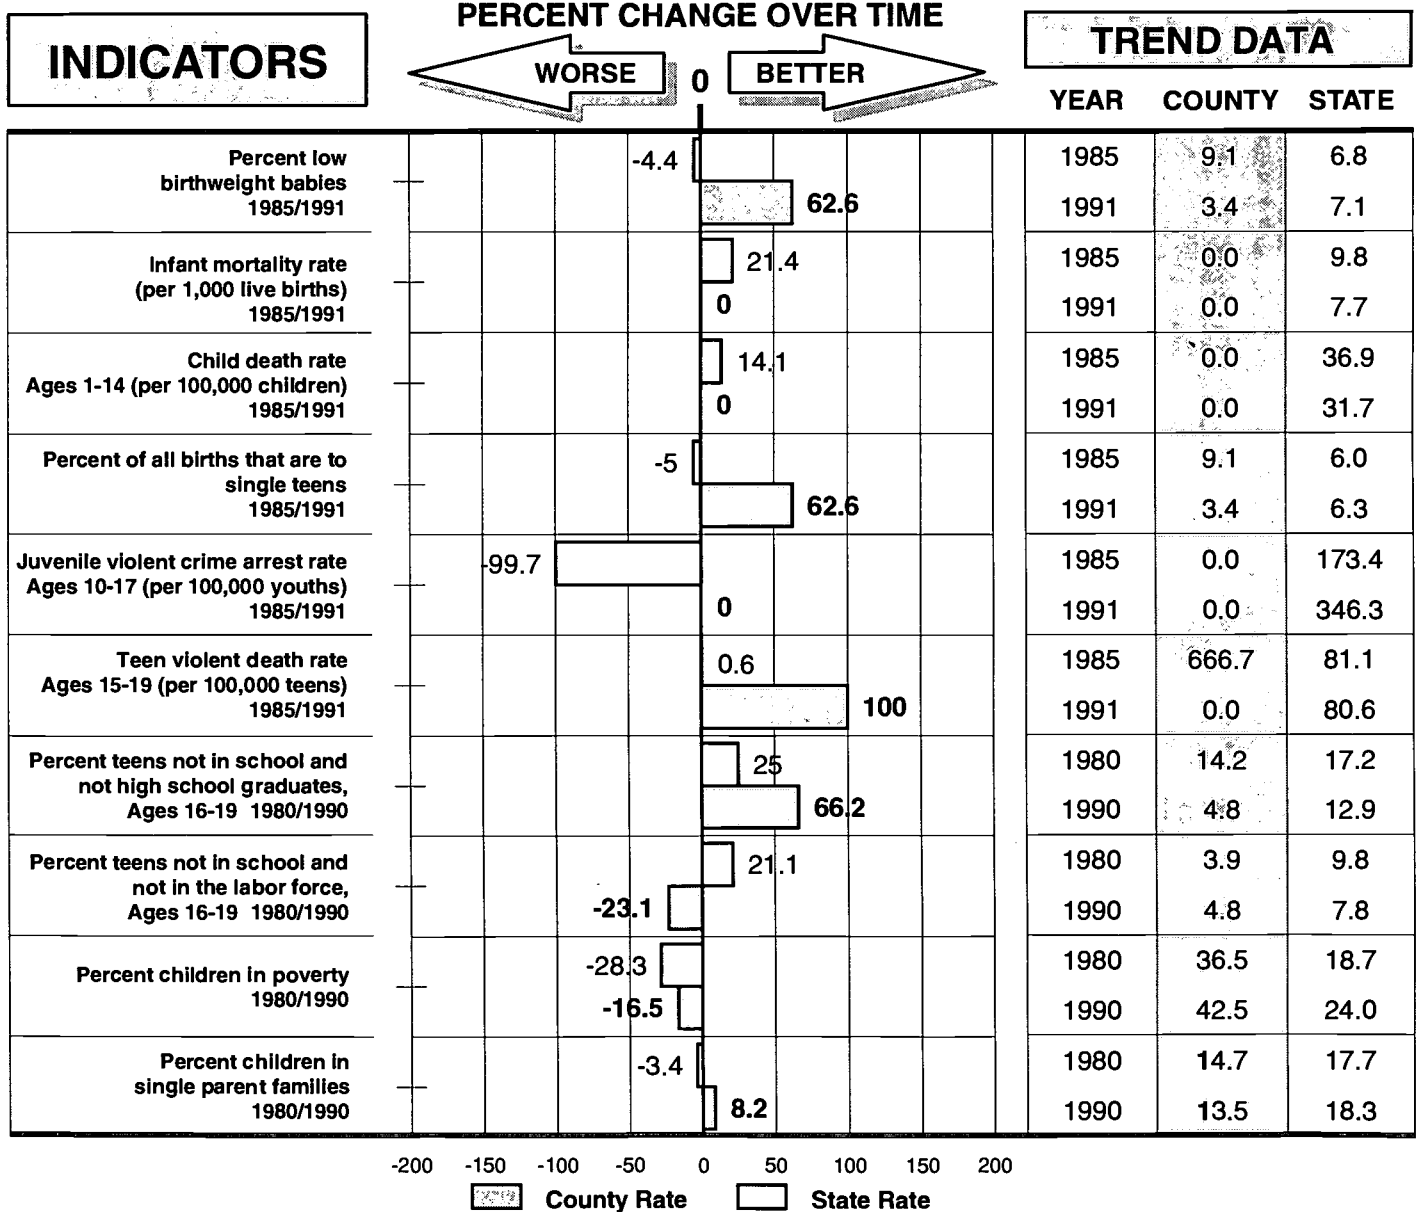 PERCENT CHANGE OVER TIME
INDICATORS
WORSE
0
BETTER
TREND DATA
YEAR COUNTY STATE
Percent low
birthweight babies
1985/1991
-4.4
62.6
1985 9.1 6.8
1991 3.4 7.1
Infant mortality rate
(per 1,000 live births)
1985/1991
21.4
0
1985 0.0 9.8
1991 0.0 7.7
Child death rate
Ages 1-14 (per 100,000 children)
1985/1991
14.1
0
1985 0.0 36.9
1991 0.0 31.7
Percent of all births that are to
single teens
1985/1991
-5
62.6
1985 9.1 6.0
1991 3.4 6.3
Juvenile violent crime arrest rate
Ages 10-17 (per 100,000 youths)
1985/1991
-99.7
0
1985 0.0 173.4
1991 0.0 346.3
Teen violent death rate
Ages 15-19 (per 100,000 teens)
1985/1991
0.6
100
1985 666.7 81.1
1991 0.0 80.6
Percent teens not in school and
not high school graduates,
Ages 16-19 1980/1990
25
66.2
1980 14.2 17.2
1990 4.8 12.9
Percent teens not in school and
not in the labor force,
Ages 16-19 1980/1990
21.1
-23.1
1980 3.9 9.8
1990 4.8 7.8
Percent children in poverty
1980/1990
-28.3
-16.5
1980 36.5 18.7
1990 42.5 24.0
Percent children in
single parent families
1980/1990
-3.4
8.2
1980 14.7 17.7
1990 13.5 18.3
-200 -150 -100 -50 0 50 100 150 200
County Rate State Rate